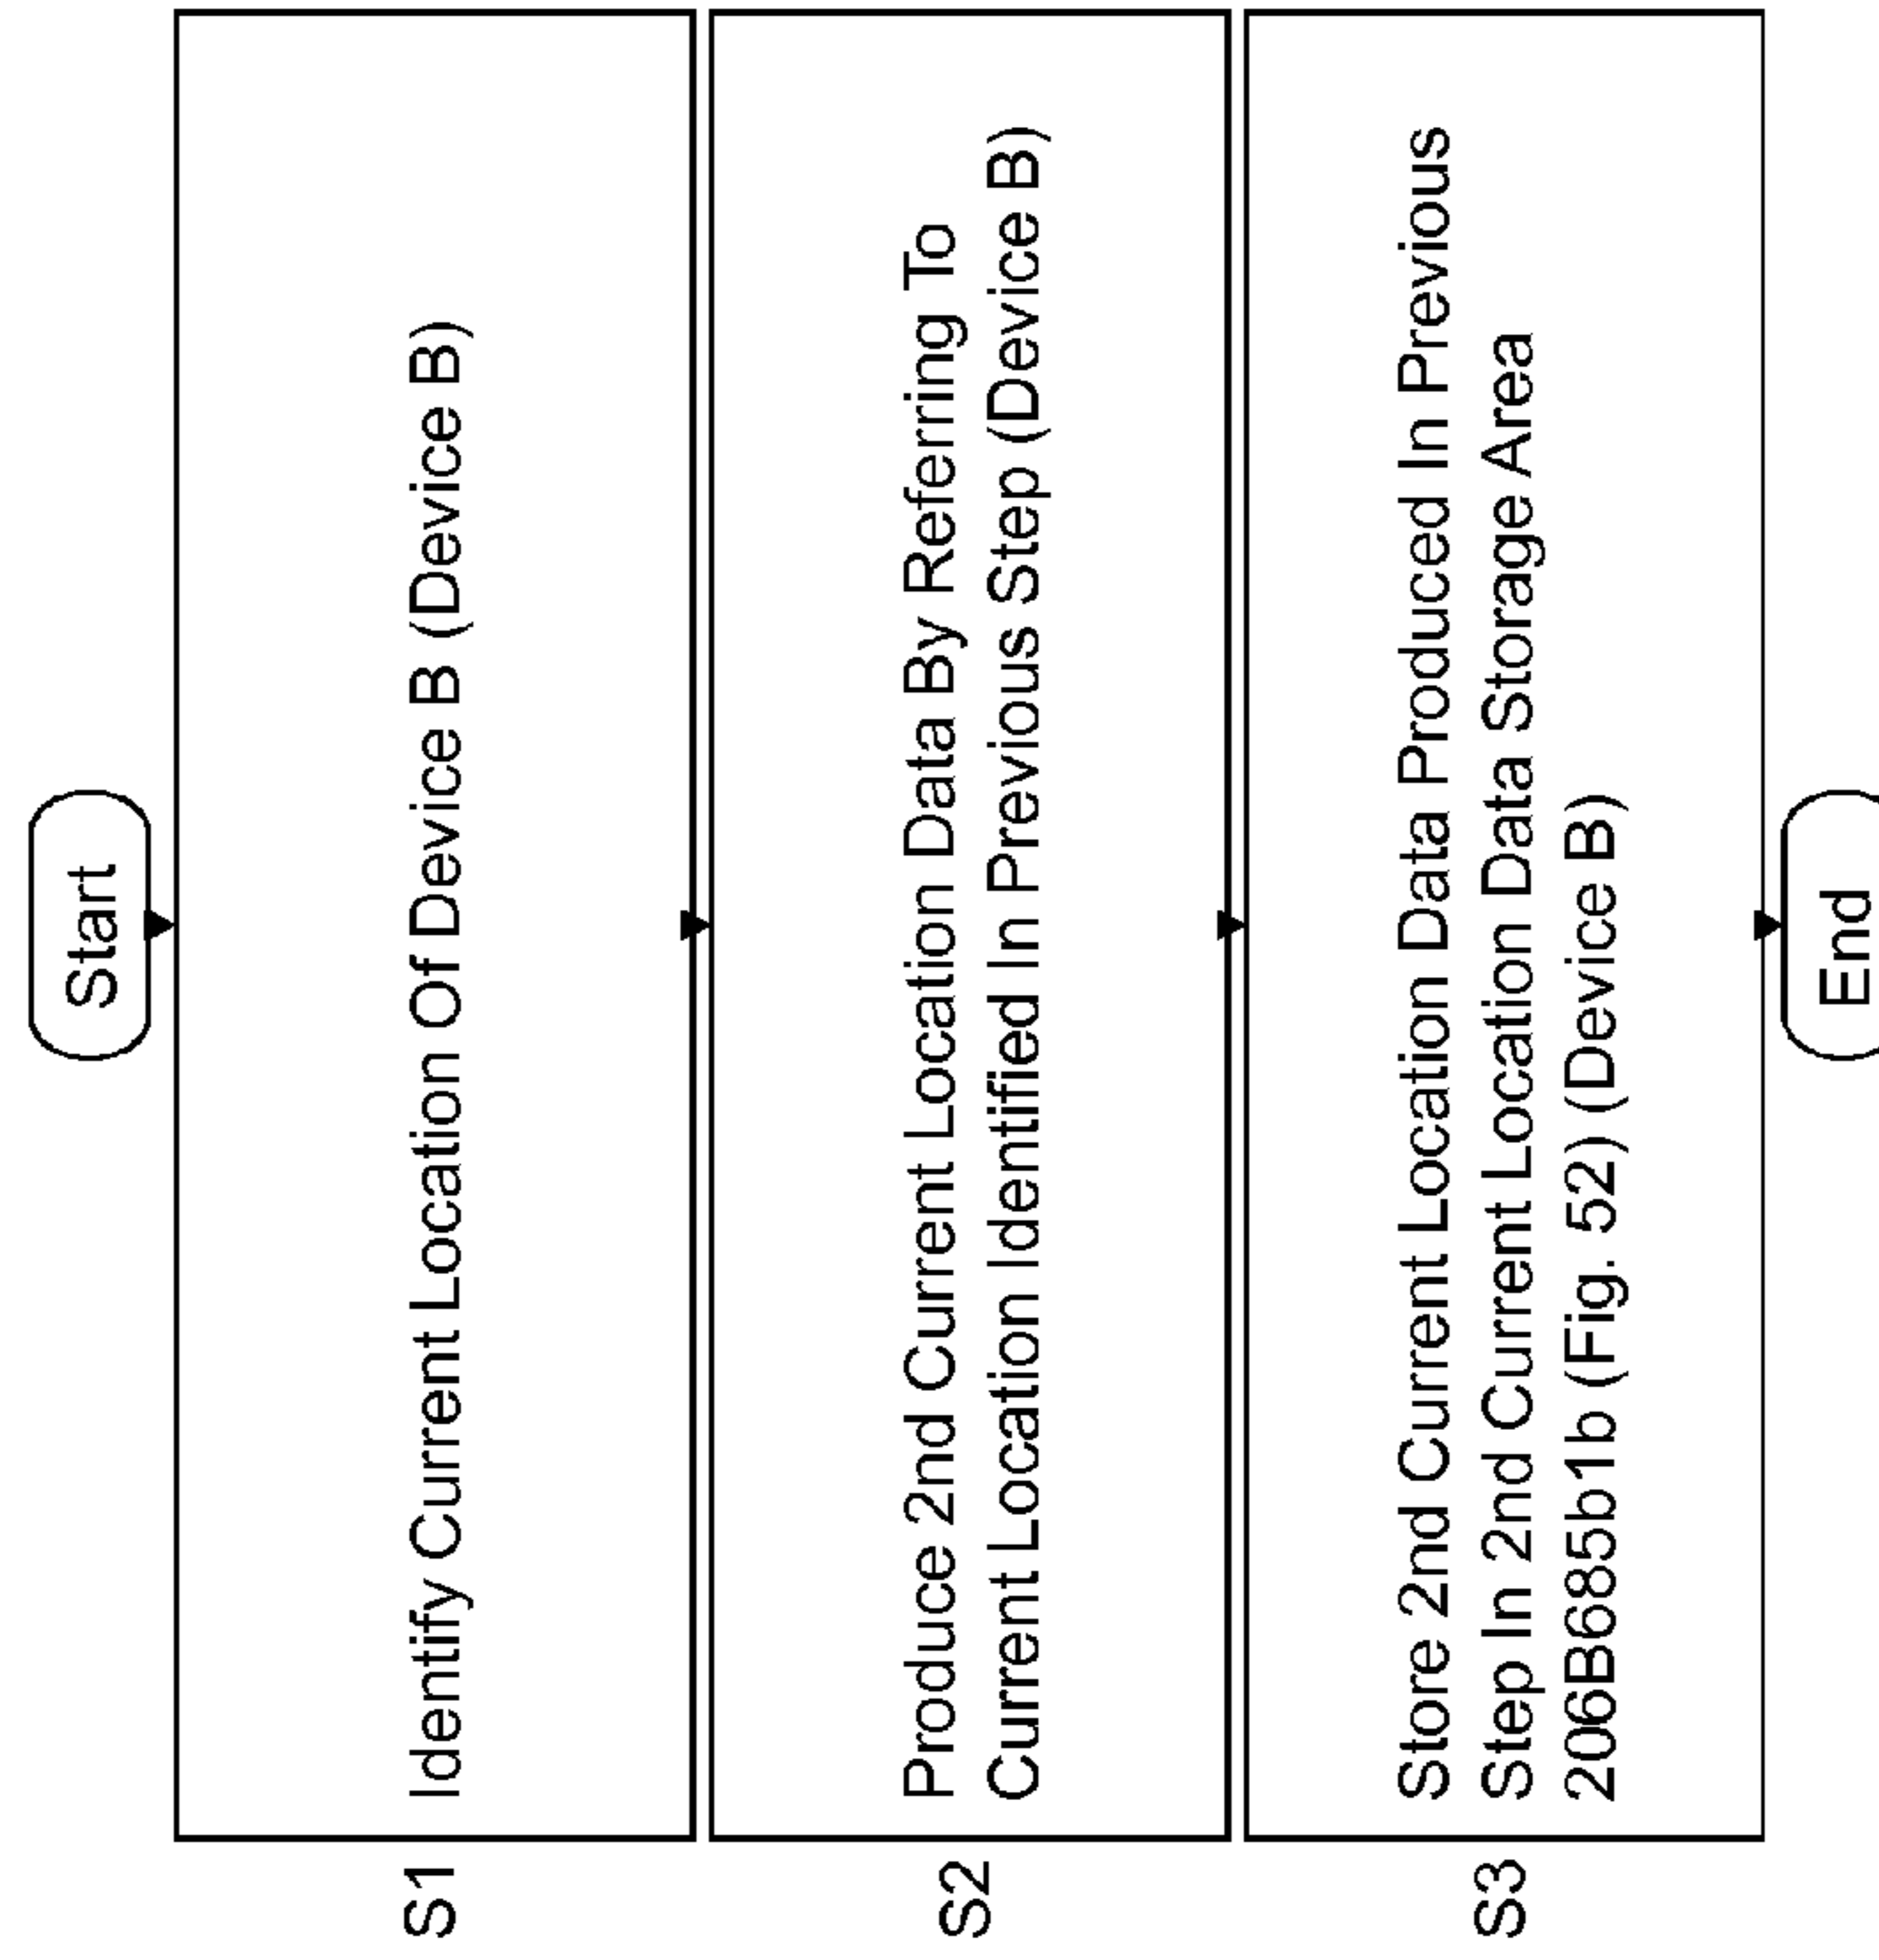 Start
S1 Identify Current Location Of Device B (Device B)
S2
Produce 2nd Current Location Data By Referring To
Current Location Identified In Previous Step (Device B)
S3
Store 2nd Current Location Data Produced In Previous
Step In 2nd Current Location Data Storage Area
206B685b1b (Fig. 52) (Device B)
End